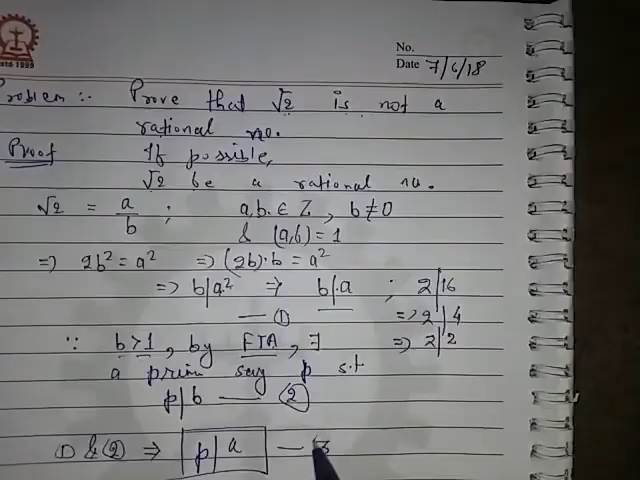 No.
Date 7/6/18
Problem :- Prove that √2 is not a
rational no.
Proof If possible,
√2 be a rational no.
√2 = a/b ; a,b. ∈ Z, b≠0
& (a,b) = 1
=> 2b² = a² => (2b)·b = a²
=> b|a² => b|a ; 2|16
— ① => 2|4
∵ b>1, by FTA, ∃ => 2|2
a prim say p s.t
p|b — ②
① & ② => p|a —